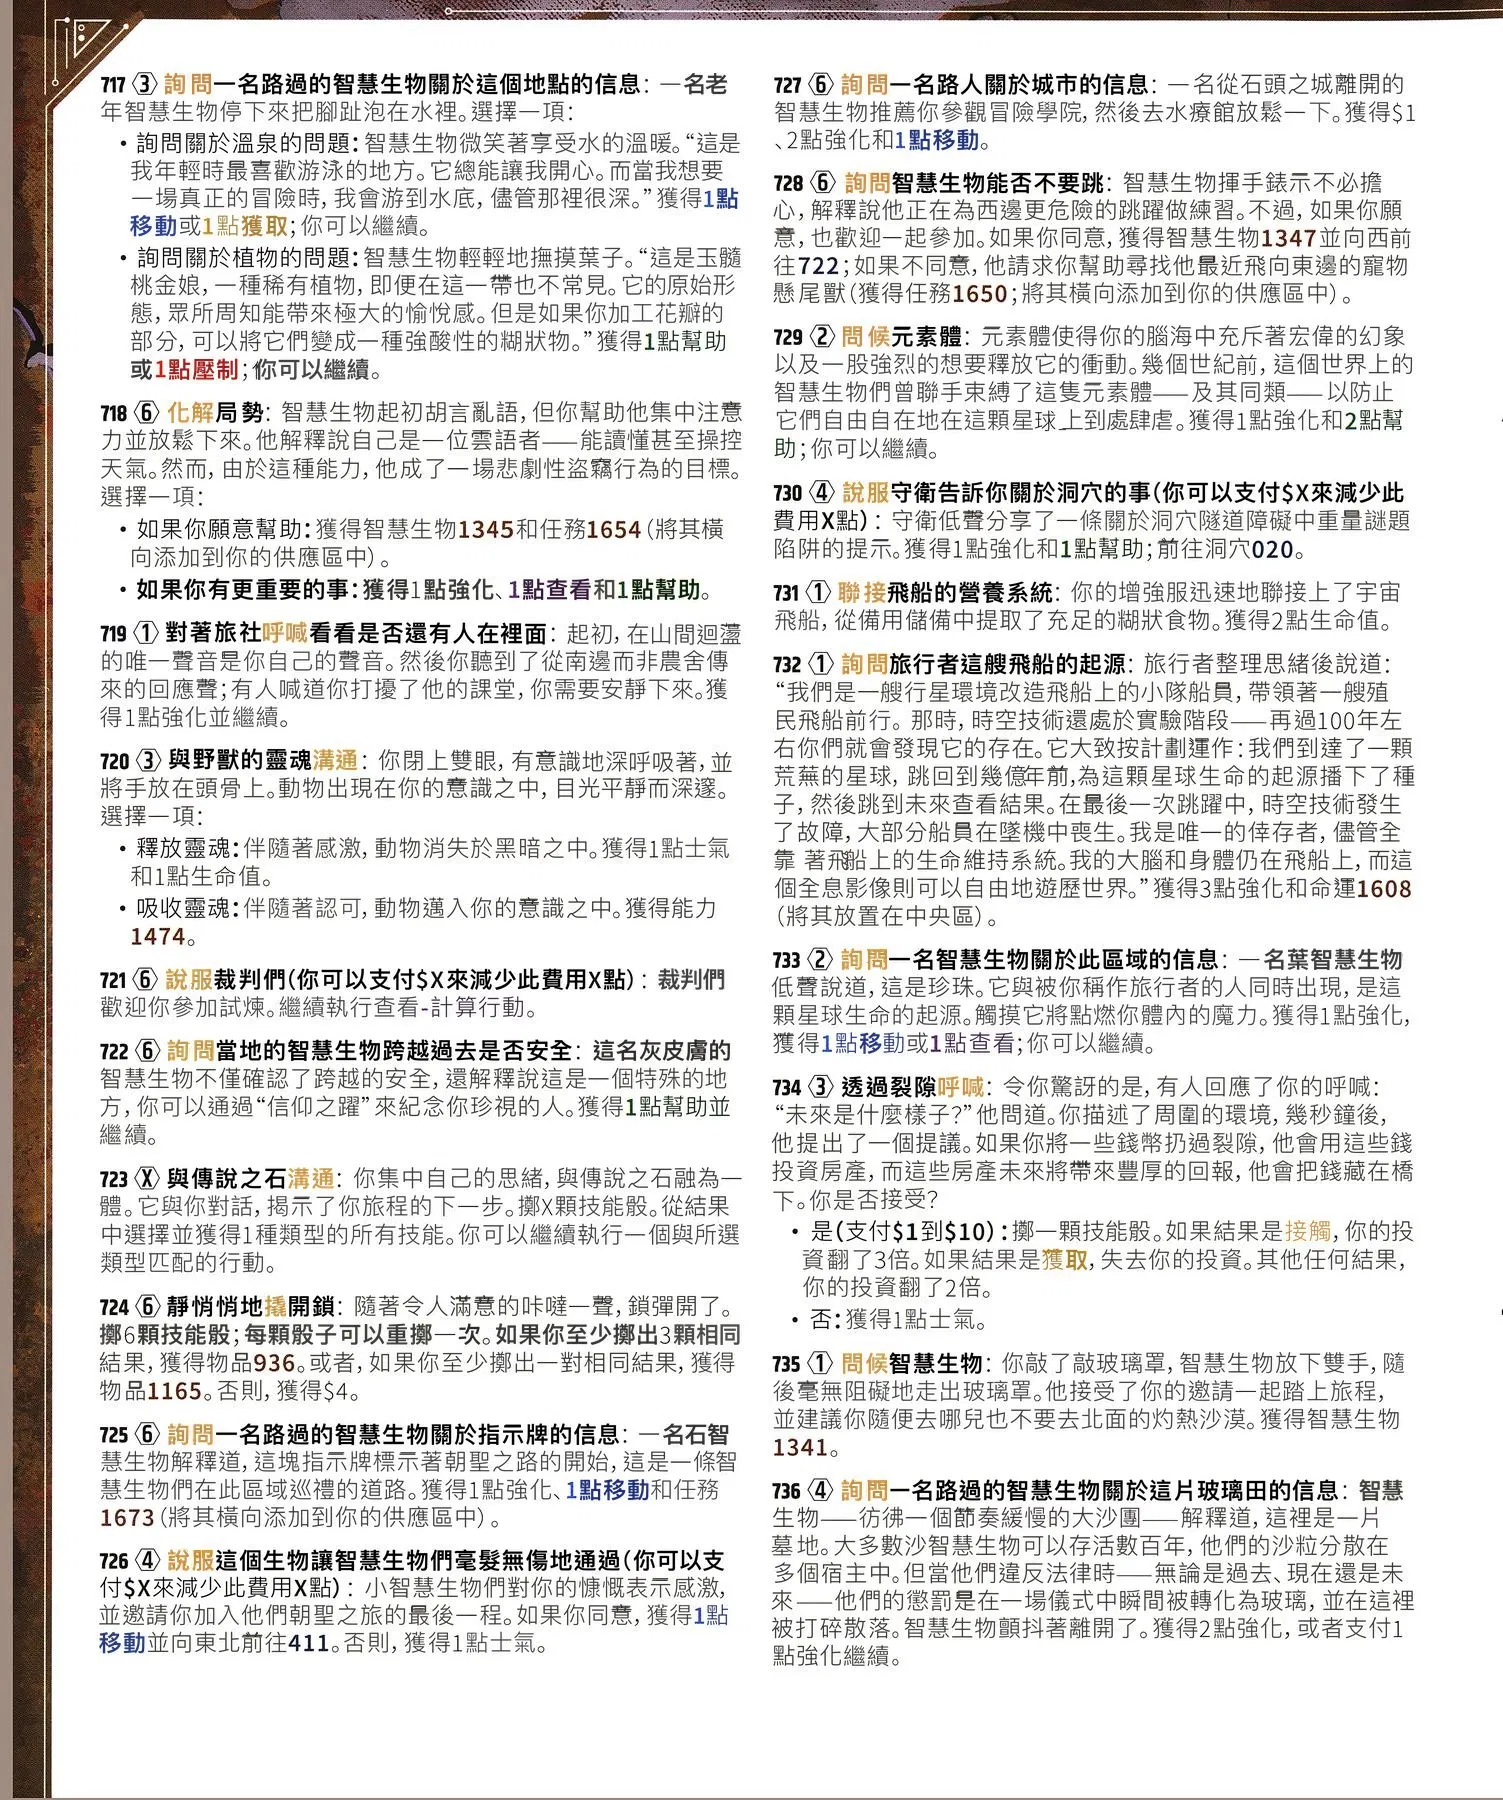 717 ③ 詢問一名路過的智慧生物關於這個地點的信息：一名老
年智慧生物停下來把腳趾泡在水裡。選擇一項：
• 詢問關於溫泉的問題：智慧生物微笑著享受水的溫暖。“這是
我年輕時最喜歡游泳的地方。它總能讓我開心。而當我想要
一場真正的冒險時，我會游到水底，儘管那裡很深。”獲得1點
移動或1點獲取；你可以繼續。
• 詢問關於植物的問題：智慧生物輕輕地撫摸葉子。“這是玉髓
桃金娘，一種稀有植物，即便在這一帶也不常見。它的原始形
態，眾所周知能帶來極大的愉悅感。但是如果你加工花瓣的
部分，可以將它們變成一種強酸性的糊狀物。”獲得1點幫助
或1點壓制；你可以繼續。
718 ⑥ 化解局勢：智慧生物起初胡言亂語，但你幫助他集中注意
力並放鬆下來。他解釋說自己是一位雲語者——能讀懂甚至操控
天氣。然而，由於這種能力，他成了一場悲劇性盜竊行為的目標。
選擇一項：
• 如果你願意幫助：獲得智慧生物1345和任務1654（將其橫
向添加到你的供應區中）。
• 如果你有更重要的事：獲得1點強化、1點查看和1點幫助。
719 ① 對著旅社呼喊看看是否還有人在裡面：起初，在山間迴盪
的唯一聲音是你自己的聲音。然後你聽到了從南邊而非農舍傳
來的回應聲；有人喊道你打擾了他的課堂，你需要安靜下來。獲
得1點強化並繼續。
720 ③ 與野獸的靈魂溝通：你閉上雙眼，有意識地深呼吸著，並
將手放在頭骨上。動物出現在你的意識之中，目光平靜而深邃。
選擇一項：
• 釋放靈魂：伴隨著感激，動物消失於黑暗之中。獲得1點士氣
和1點生命值。
• 吸收靈魂：伴隨著認可，動物邁入你的意識之中。獲得能力
1474。
721 ⑥ 說服裁判們（你可以支付$X來減少此費用X點）：裁判們
歡迎你參加試煉。繼續執行查看-計算行動。
722 ⑥ 詢問當地的智慧生物跨越過去是否安全：這名灰皮膚的
智慧生物不僅確認了跨越的安全，還解釋說這是一個特殊的地
方，你可以通過“信仰之躍”來紀念你珍視的人。獲得1點幫助並
繼續。
723 Ⓧ 與傳說之石溝通：你集中自己的思緒，與傳說之石融為一
體。它與你對話，揭示了你旅程的下一步。擲X顆技能骰。從結果
中選擇並獲得1種類型的所有技能。你可以繼續執行一個與所選
類型匹配的行動。
724 ⑥ 靜悄悄地撬開鎖：隨著令人滿意的咔噠一聲，鎖彈開了。
擲6顆技能骰；每顆骰子可以重擲一次。如果你至少擲出3顆相同
結果，獲得物品936。或者，如果你至少擲出一對相同結果，獲得
物品1165。否則，獲得$4。
725 ⑥ 詢問一名路過的智慧生物關於指示牌的信息：一名石智
慧生物解釋道，這塊指示牌標示著朝聖之路的開始，這是一條智
慧生物們在此區域巡禮的道路。獲得1點強化、1點移動和任務
1673（將其橫向添加到你的供應區中）。
726 ④ 說服這個生物讓智慧生物們毫髮無傷地通過（你可以支
付$X來減少此費用X點）：小智慧生物們對你的慷慨表示感激，
並邀請你加入他們朝聖之旅的最後一程。如果你同意，獲得1點
移動並向東北前往411。否則，獲得1點士氣。
727 ⑥ 詢問一名路人關於城市的信息：一名從石頭之城離開的
智慧生物推薦你參觀冒險學院，然後去水療館放鬆一下。獲得$1
、2點強化和1點移動。
728 ⑥ 詢問智慧生物能否不要跳：智慧生物揮手錶示不必擔
心，解釋說他正在為西邊更危險的跳躍做練習。不過，如果你願
意，也歡迎一起參加。如果你同意，獲得智慧生物1347並向西前
往722；如果不同意，他請求你幫助尋找他最近飛向東邊的寵物
懸尾獸（獲得任務1650；將其橫向添加到你的供應區中）。
729 ② 問候元素體：元素體使得你的腦海中充斥著宏偉的幻象
以及一股強烈的想要釋放它的衝動。幾個世紀前，這個世界上的
智慧生物們曾聯手束縛了這隻元素體——及其同類——以防止
它們自由自在地在這顆星球上到處肆虐。獲得1點強化和2點幫
助；你可以繼續。
730 ④ 說服守衛告訴你關於洞穴的事（你可以支付$X來減少此
費用X點）：守衛低聲分享了一條關於洞穴隧道障礙中重量謎題
陷阱的提示。獲得1點強化和1點幫助；前往洞穴020。
731 ① 聯接飛船的營養系統：你的增強服迅速地聯接上了宇宙
飛船，從備用儲備中提取了充足的糊狀食物。獲得2點生命值。
732 ① 詢問旅行者這艘飛船的起源：旅行者整理思緒後說道：
“我們是一艘行星環境改造飛船上的小隊船員，帶領著一艘殖
民飛船前行。那時，時空技術還處於實驗階段——再過100年左
右你們就會發現它的存在。它大致按計劃運作：我們到達了一顆
荒蕪的星球，跳回到幾億年前，為這顆星球生命的起源播下了種
子，然後跳到未來查看結果。在最後一次跳躍中，時空技術發生
了故障，大部分船員在墜機中喪生。我是唯一的倖存者，儘管全
靠 著飛船上的生命維持系統。我的大腦和身體仍在飛船上，而這
個全息影像則可以自由地遊歷世界。”獲得3點強化和命運1608
（將其放置在中央區）。
733 ② 詢問一名智慧生物關於此區域的信息：一名葉智慧生物
低聲說道，這是珍珠。它與被你稱作旅行者的人同時出現，是這
顆星球生命的起源。觸摸它將點燃你體內的魔力。獲得1點強化，
獲得1點移動或1點查看；你可以繼續。
734 ③ 透過裂隙呼喊：令你驚訝的是，有人回應了你的呼喊：
“未來是什麼樣子？”他問道。你描述了周圍的環境，幾秒鐘後，
他提出了一個提議。如果你將一些錢幣扔過裂隙，他會用這些錢
投資房產，而這些房產未來將帶來豐厚的回報，他會把錢藏在橋
下。你是否接受？
• 是（支付$1到$10）：擲一顆技能骰。如果結果是接觸，你的投
資翻了3倍。如果結果是獲取，失去你的投資。其他任何結果，
你的投資翻了2倍。
• 否：獲得1點士氣。
735 ① 問候智慧生物：你敲了敲玻璃罩，智慧生物放下雙手，隨
後毫無阻礙地走出玻璃罩。他接受了你的邀請一起踏上旅程，
並建議你隨便去哪兒也不要去北面的灼熱沙漠。獲得智慧生物
1341。
736 ④ 詢問一名路過的智慧生物關於這片玻璃田的信息：智慧
生物——彷彿一個節奏緩慢的大沙團——解釋道，這裡是一片
墓地。大多數沙智慧生物可以存活數百年，他們的沙粒分散在
多個宿主中。但當他們違反法律時——無論是過去、現在還是未
來——他們的懲罰是在一場儀式中瞬間被轉化為玻璃，並在這裡
被打碎散落。智慧生物顫抖著離開了。獲得2點強化，或者支付1
點強化繼續。